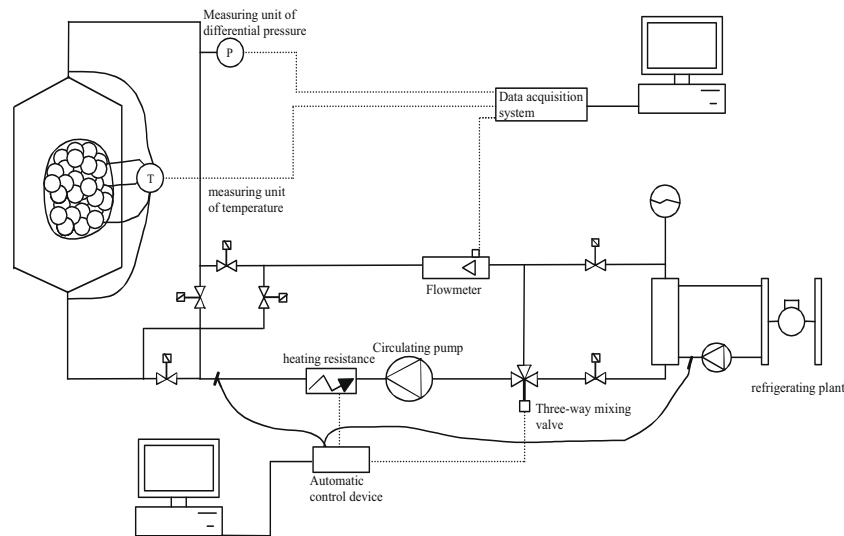 Measuring unit of
differential pressure
P
Data acquisition
system
T
measuring unit
of temperature
Flowmeter
heating resistance
Circulating pump
refrigerating plant
Three-way mixing
valve
Automatic
control device